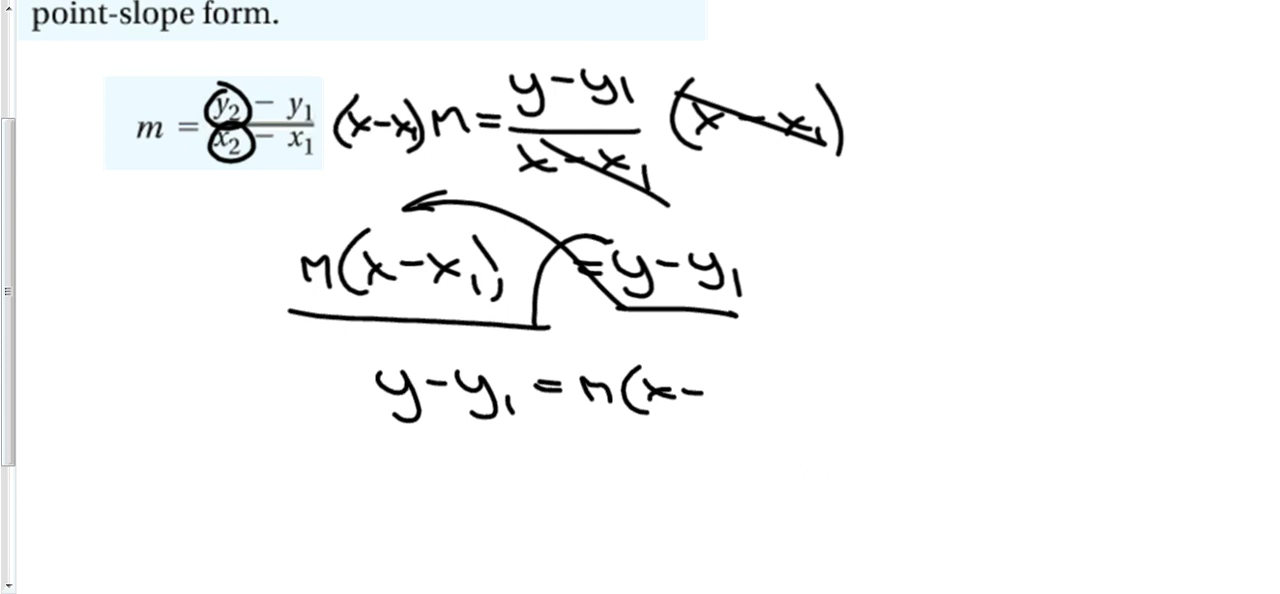 point-slope form.
m = y₂ − y₁ / x₂ − x₁ (x−x₁)m = y−y₁ / x−x₁ (x−x₁)
m(x−x₁) = y−y₁
y−y₁ = m(x−